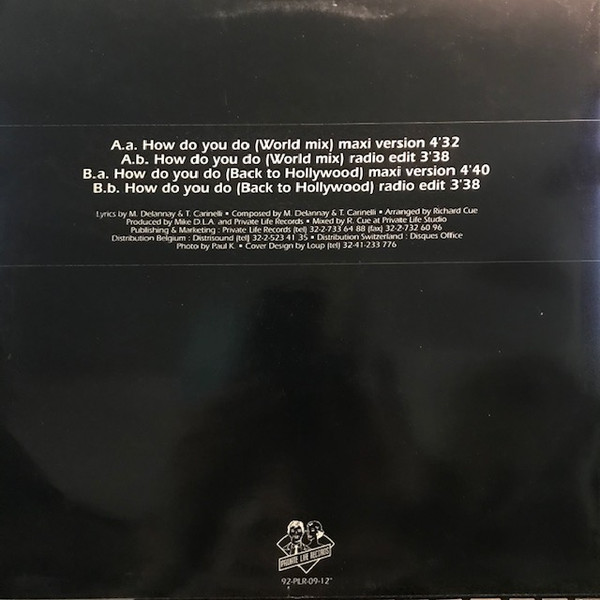 A.a. How do you do (World mix) maxi version 4'32
A.b. How do you do (World mix) radio edit 3'38
B.a. How do you do (Back to Hollywood) maxi version 4'40
B.b. How do you do (Back to Hollywood) radio edit 3'38
Lyrics by M. Delannay & T. Carinelli • Composed by M. Delannay & T. Carinelli • Arranged by Richard Cue
Produced by Mike D.L.A. and Private Life Records • Mixed by R. Cue at Private Life Studio
Publishing & Marketing : Private Life Records (tel) 32-2-733 64 88 (fax) 32-2-732 60 96
Distribution Belgium : Distrisound (tel) 32-2-523 41 35 • Distribution Switzerland : Disques Office
Photo by Paul K. • Cover Design by Loup (tel) 32-41-233 776
PRIVATE LIFE RECORDS
92-PLR-09-12"